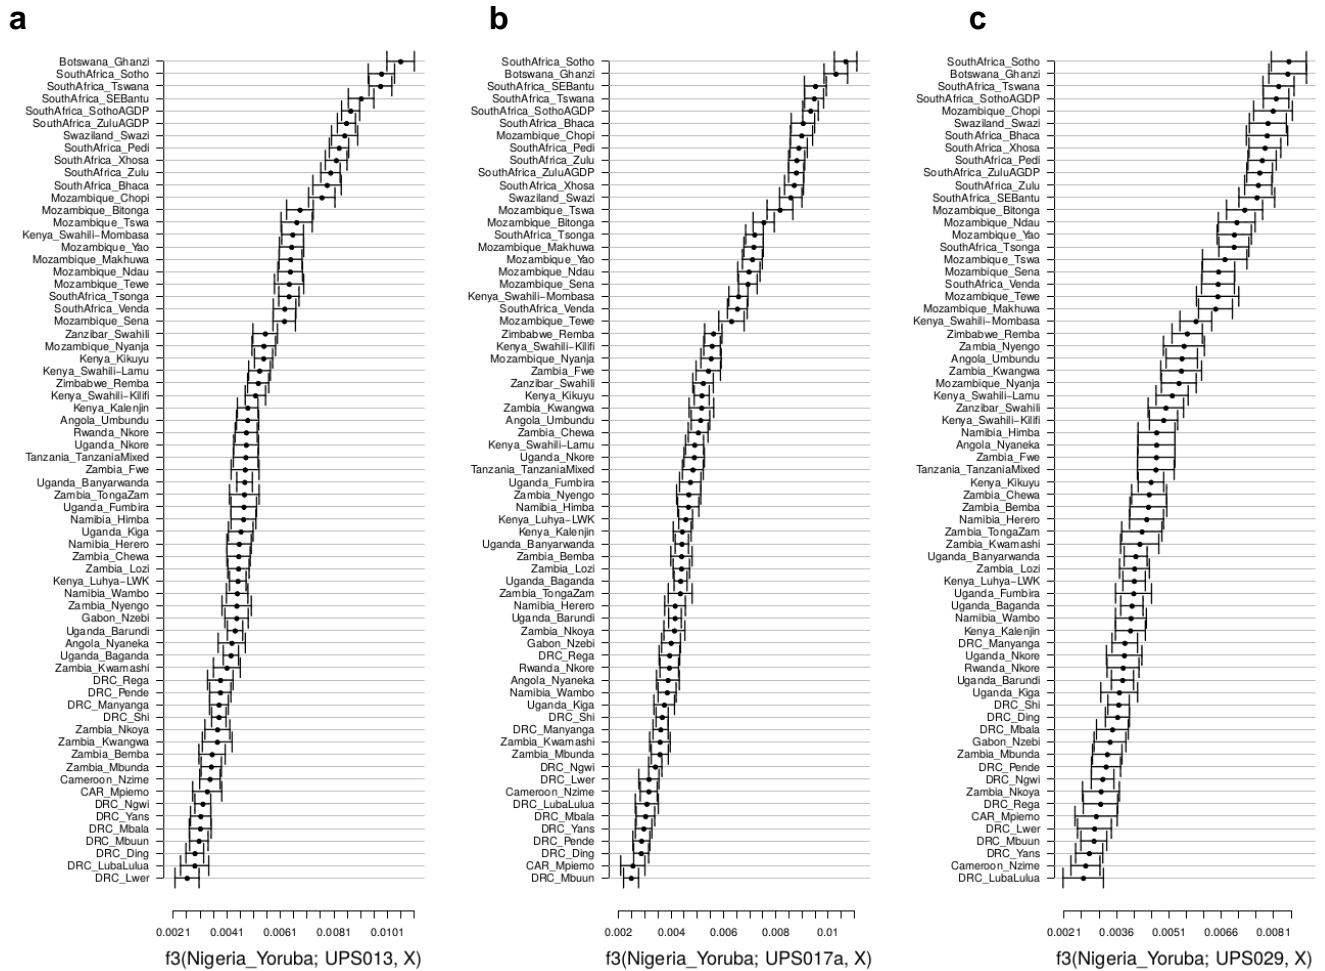 a
Botswana_Ghanzi
SouthAfrica_Sotho
SouthAfrica_Tswana
SouthAfrica_SEBantu
SouthAfrica_SothoAGDP
SouthAfrica_ZuluAGDP
Swaziland_Swazi
SouthAfrica_Pedi
SouthAfrica_Xhosa
SouthAfrica_Zulu
SouthAfrica_Bhaca
Mozambique_Chopi
Mozambique_Bitonga
Mozambique_Tswa
Kenya_Swahili-Mombasa
Mozambique_Yao
Mozambique_Makhuwa
Mozambique_Ndau
Mozambique_Tewe
SouthAfrica_Tsonga
SouthAfrica_Venda
Mozambique_Sena
Zanzibar_Swahili
Mozambique_Nyanja
Kenya_Kikuyu
Kenya_Swahili-Lamu
Zimbabwe_Remba
Kenya_Swahili-Kilifi
Kenya_Kalenjin
Angola_Umbundu
Rwanda_Nkore
Uganda_Nkore
Tanzania_TanzaniaMixed
Zambia_Fwe
Uganda_Banyarwanda
Zambia_TongaZam
Uganda_Fumbira
Namibia_Himba
Uganda_Kiga
Namibia_Herero
Zambia_Chewa
Zambia_Lozi
Kenya_Luhya-LWK
Namibia_Wambo
Zambia_Nyengo
Gabon_Nzebi
Uganda_Barundi
Angola_Nyaneka
Uganda_Baganda
Zambia_Kwamashi
DRC_Rega
DRC_Pende
DRC_Manyanga
DRC_Shi
Zambia_Nkoya
Zambia_Kwangwa
Zambia_Bemba
Zambia_Mbunda
Cameroon_Nzime
CAR_Mpiemo
DRC_Ngwi
DRC_Yans
DRC_Mbala
DRC_Mbuun
DRC_Ding
DRC_LubaLulua
DRC_Lwer
0.0021 0.0041 0.0061 0.0081 0.0101
f3(Nigeria_Yoruba; UPS013, X)
b
SouthAfrica_Sotho
Botswana_Ghanzi
SouthAfrica_SEBantu
SouthAfrica_Tswana
SouthAfrica_SothoAGDP
SouthAfrica_Bhaca
Mozambique_Chopi
SouthAfrica_Pedi
SouthAfrica_Zulu
SouthAfrica_ZuluAGDP
SouthAfrica_Xhosa
Swaziland_Swazi
Mozambique_Tswa
Mozambique_Bitonga
SouthAfrica_Tsonga
Mozambique_Makhuwa
Mozambique_Yao
Mozambique_Ndau
Mozambique_Sena
Kenya_Swahili-Mombasa
SouthAfrica_Venda
Mozambique_Tewe
Zimbabwe_Remba
Kenya_Swahili-Kilifi
Mozambique_Nyanja
Zambia_Fwe
Zanzibar_Swahili
Kenya_Kikuyu
Zambia_Kwangwa
Angola_Umbundu
Zambia_Chewa
Kenya_Swahili-Lamu
Uganda_Nkore
Tanzania_TanzaniaMixed
Uganda_Fumbira
Zambia_Nyengo
Namibia_Himba
Kenya_Luhya-LWK
Kenya_Kalenjin
Uganda_Banyarwanda
Zambia_Bemba
Zambia_Lozi
Uganda_Baganda
Zambia_TongaZam
Namibia_Herero
Uganda_Barundi
Zambia_Nkoya
Gabon_Nzebi
DRC_Rega
Rwanda_Nkore
Angola_Nyaneka
Namibia_Wambo
Uganda_Kiga
DRC_Shi
DRC_Manyanga
Zambia_Kwamashi
Zambia_Mbunda
DRC_Ngwi
DRC_Lwer
Cameroon_Nzime
DRC_LubaLulua
DRC_Mbala
DRC_Yans
DRC_Pende
DRC_Ding
CAR_Mpiemo
DRC_Mbuun
0.002 0.004 0.006 0.008 0.01
f3(Nigeria_Yoruba; UPS017a, X)
c
SouthAfrica_Sotho
Botswana_Ghanzi
SouthAfrica_Tswana
SouthAfrica_SothoAGDP
Mozambique_Chopi
Swaziland_Swazi
SouthAfrica_Bhaca
SouthAfrica_Xhosa
SouthAfrica_Pedi
SouthAfrica_ZuluAGDP
SouthAfrica_Zulu
SouthAfrica_SEBantu
Mozambique_Bitonga
Mozambique_Ndau
Mozambique_Yao
SouthAfrica_Tsonga
Mozambique_Tswa
Mozambique_Sena
SouthAfrica_Venda
Mozambique_Tewe
Mozambique_Makhuwa
Kenya_Swahili-Mombasa
Zimbabwe_Remba
Zambia_Nyengo
Angola_Umbundu
Zambia_Kwangwa
Mozambique_Nyanja
Kenya_Swahili-Lamu
Zanzibar_Swahili
Kenya_Swahili-Kilifi
Namibia_Himba
Angola_Nyaneka
Zambia_Fwe
Tanzania_TanzaniaMixed
Kenya_Kikuyu
Zambia_Chewa
Zambia_Bemba
Namibia_Herero
Zambia_TongaZam
Zambia_Kwamashi
Uganda_Banyarwanda
Zambia_Lozi
Kenya_Luhya-LWK
Uganda_Fumbira
Uganda_Baganda
Namibia_Wambo
Kenya_Kalenjin
DRC_Manyanga
Uganda_Nkore
Rwanda_Nkore
Uganda_Barundi
Uganda_Kiga
DRC_Shi
DRC_Ding
DRC_Mbala
Gabon_Nzebi
Zambia_Mbunda
DRC_Pende
DRC_Ngwi
Zambia_Nkoya
DRC_Rega
CAR_Mpiemo
DRC_Lwer
DRC_Mbuun
DRC_Yans
Cameroon_Nzime
DRC_LubaLulua
0.0021 0.0036 0.0051 0.0066 0.0081
f3(Nigeria_Yoruba; UPS029, X)